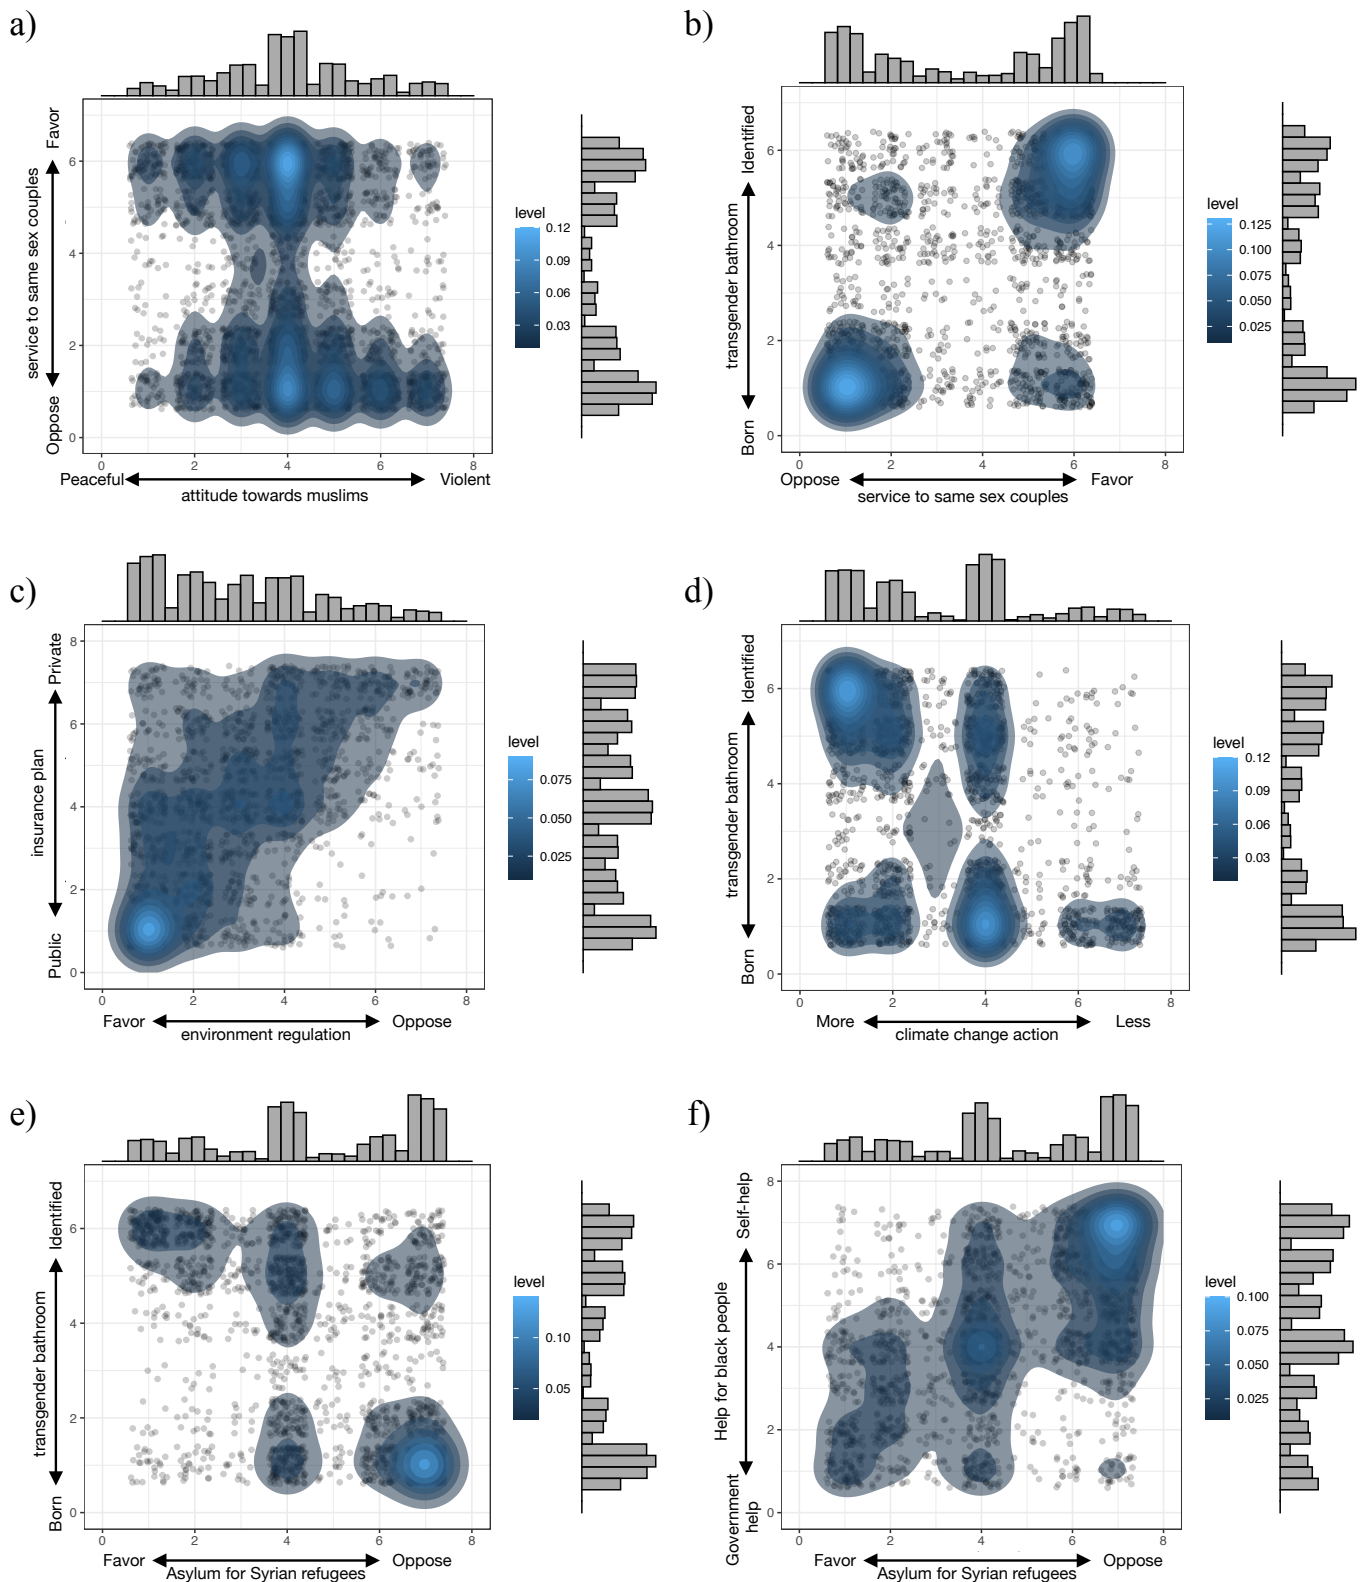 a)
Favor
service to same sex couples
Oppose
6
4
2
0
0 2 4 6 8
Peaceful Violent
attitude towards muslims
level
0.12
0.09
0.06
0.03
b)
Identified
transgender bathroom
Born
6
4
2
0
0 2 4 6 8
Oppose Favor
service to same sex couples
level
0.125
0.100
0.075
0.050
0.025
c)
Private
insurance plan
Public
8
6
4
2
0
0 2 4 6 8
Favor Oppose
environment regulation
level
0.075
0.050
0.025
d)
Identified
transgender bathroom
Born
6
4
2
0
0 2 4 6 8
More Less
climate change action
level
0.12
0.09
0.06
0.03
e)
Identified
transgender bathroom
Born
6
4
2
0
0 2 4 6 8
Favor Oppose
Asylum for Syrian refugees
level
0.10
0.05
f)
Self-help
Help for black people
Government
help
8
6
4
2
0
0 2 4 6 8
Favor Oppose
Asylum for Syrian refugees
level
0.100
0.075
0.050
0.025